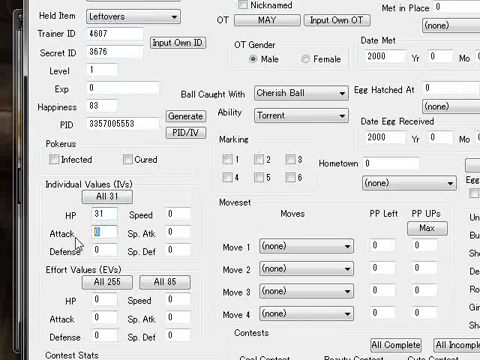 Nicknamed
Held Item Leftovers
OT MAY Input Own OT
Met in Place 0
(none)
Trainer ID 4607
Input Own ID
Secret ID 3676
OT Gender
Male Female
Date Met
2000 Yr 0 Mo
Level 1
Exp 0
Ball Caught With Cherish Ball
Egg Hatched At 0
(none)
Happiness 83
Generate
Ability Torrent
Date Egg Received
PID 3357005553
PID/IV
2000 Yr 0 Mo
Pokerus
Infected Cured
Marking
1 2 3
4 5 6
Hometown 0
(none)
Individual Values (IVs)
All 31
HP 31 Speed 0
Attack 0 Sp. Atk 0
Defense 0 Sp. Def 0
Moveset
Moves PP Left PP UPs
Max
Move 1 (none) 0 0
Move 2 (none) 0 0
Move 3 (none) 0 0
Move 4 (none) 0 0
Effort Values (EVs)
All 255 All 85
HP 0 Speed 0
Attack 0 Sp. Atk 0
Defense 0 Sp. Def 0
Contests
All Complete All Incomple
Contest Stats